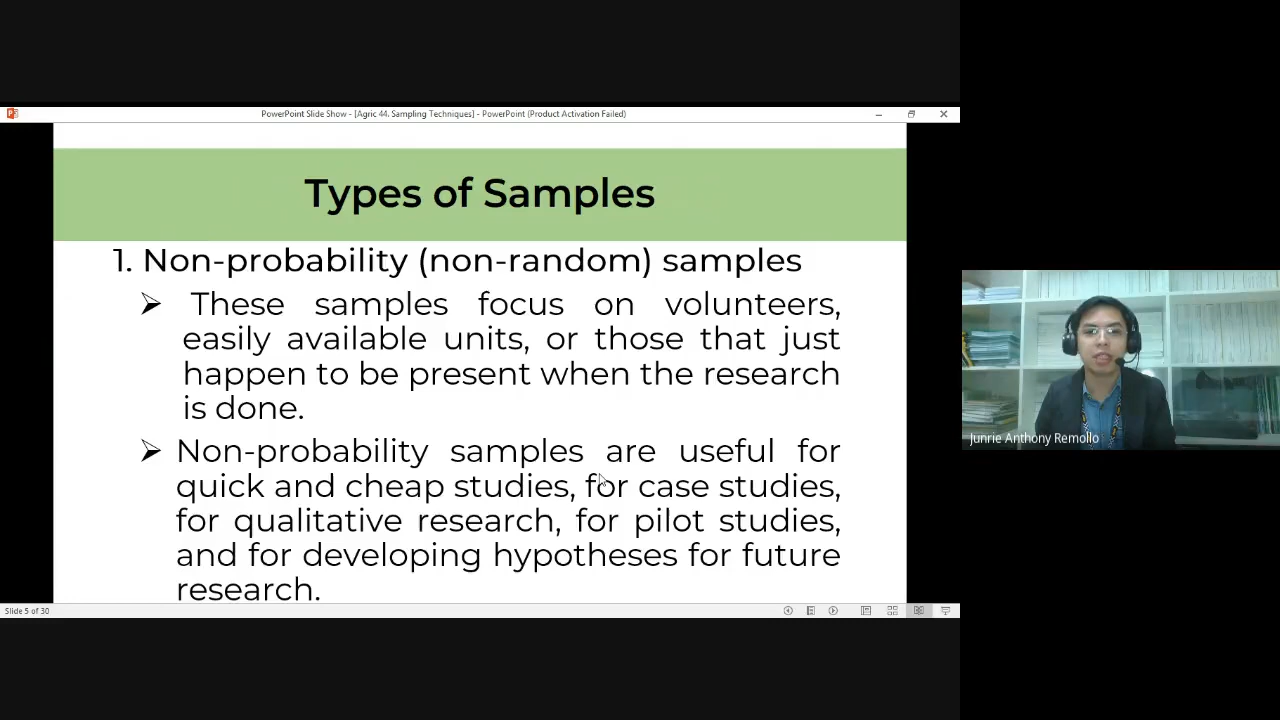 PowerPoint Slide Show - [Agric 44. Sampling Techniques] - PowerPoint (Product Activation Failed)
Types of Samples
1. Non-probability (non-random) samples
➢ These samples focus on volunteers,
easily available units, or those that just
happen to be present when the research
is done.
➢ Non-probability samples are useful for
quick and cheap studies, for case studies,
for qualitative research, for pilot studies,
and for developing hypotheses for future
research.
Slide 5 of 30
Junrie Anthony Remollo